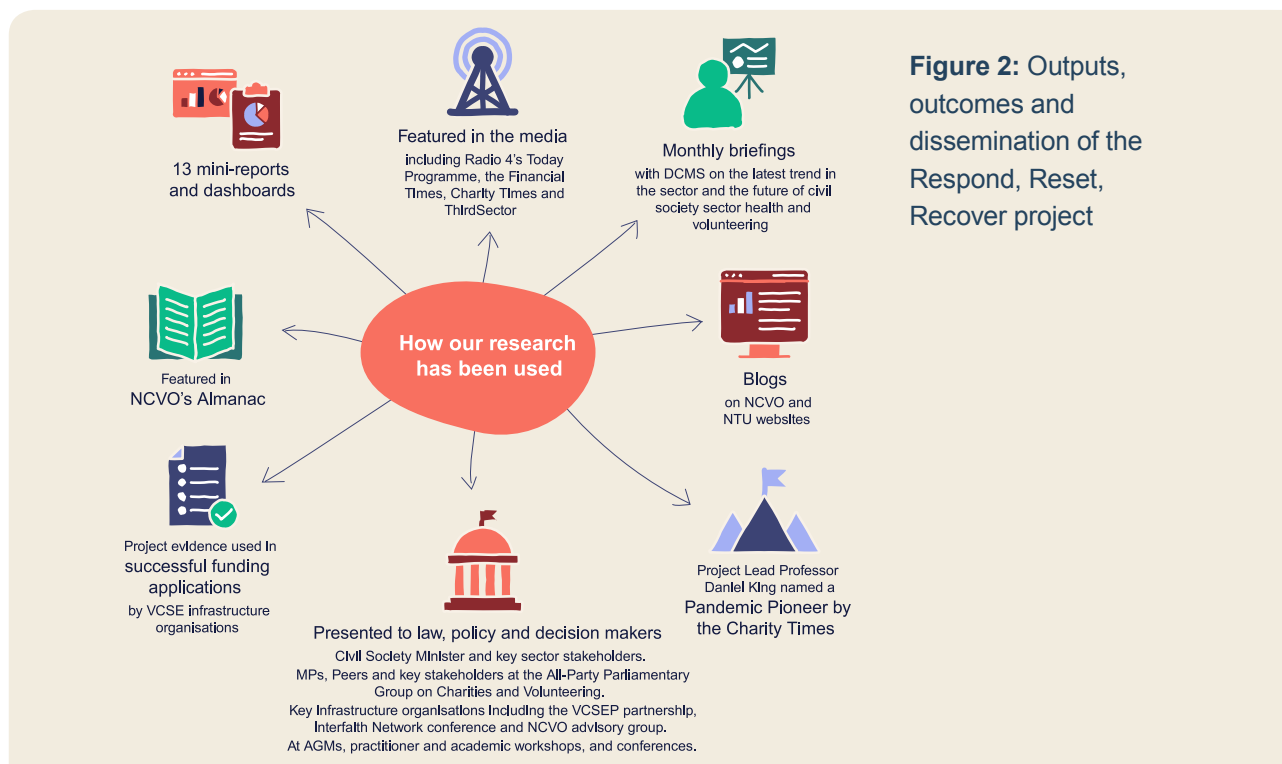 Figure 2: Outputs,
outcomes and
dissemination of the
Respond, Reset,
Recover project
13 mini-reports
and dashboards
Featured in the media
including Radio 4's Today
Programme, the Financial
Times, Charity Times and
ThirdSector
Monthly briefings
with DCMS on the latest trend in
the sector and the future of civil
society sector health and
volunteering
How our research
has been used
Featured in
NCVO's Almanac
Blogs
on NCVO and
NTU websites
Project evidence used in
successful funding
applications
by VCSE infrastructure
organisations
Presented to law, policy and decision makers
Civil Society Minister and key sector stakeholders.
MPs, Peers and key stakeholders at the All-Party Parliamentary
Group on Charities and Volunteering.
Key infrastructure organisations including the VCSEP partnership,
Interfaith Network conference and NCVO advisory group.
At AGMs, practitioner and academic workshops, and conferences.
Project Lead Professor
Daniel King named a
Pandemic Pioneer by
the Charity Times